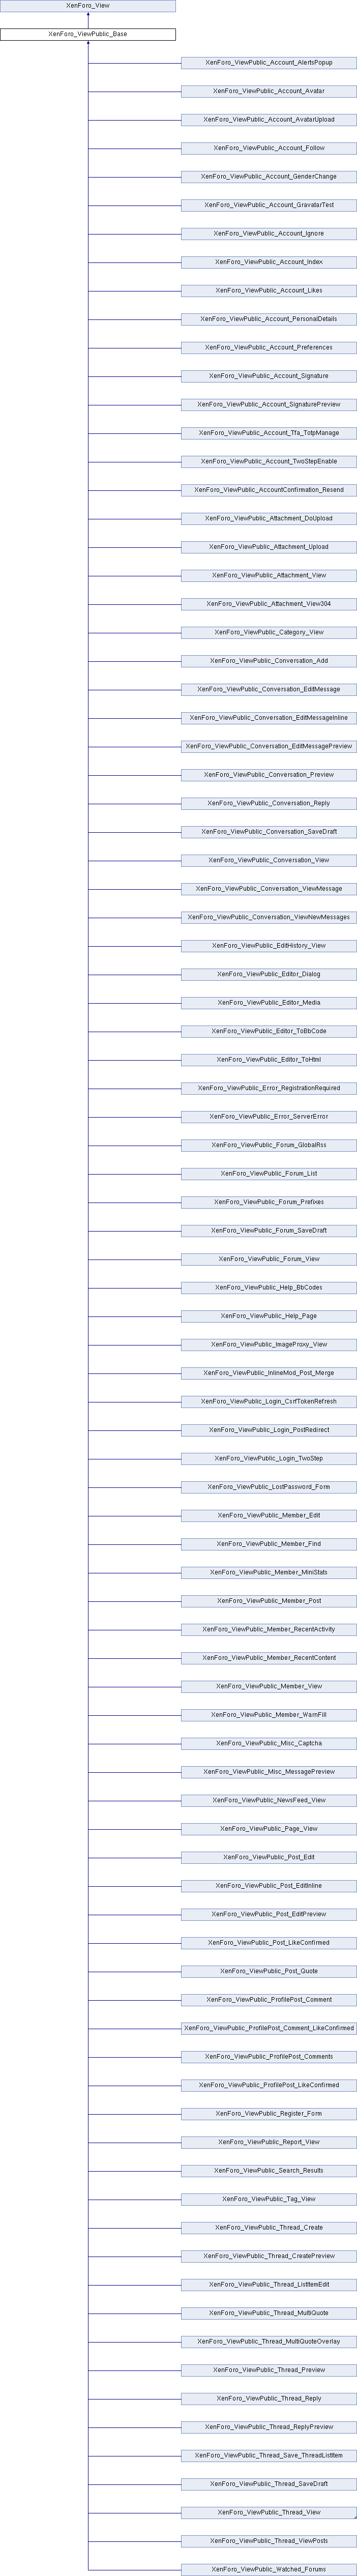 XenForo_View
XenForo_ViewPublic_Base
XenForo_ViewPublic_Account_AlertsPopup
XenForo_ViewPublic_Account_Avatar
XenForo_ViewPublic_Account_AvatarUpload
XenForo_ViewPublic_Account_Follow
XenForo_ViewPublic_Account_GenderChange
XenForo_ViewPublic_Account_GravatarTest
XenForo_ViewPublic_Account_Ignore
XenForo_ViewPublic_Account_Index
XenForo_ViewPublic_Account_Likes
XenForo_ViewPublic_Account_PersonalDetails
XenForo_ViewPublic_Account_Preferences
XenForo_ViewPublic_Account_Signature
XenForo_ViewPublic_Account_SignaturePreview
XenForo_ViewPublic_Account_Tfa_TotpManage
XenForo_ViewPublic_Account_TwoStepEnable
XenForo_ViewPublic_AccountConfirmation_Resend
XenForo_ViewPublic_Attachment_DoUpload
XenForo_ViewPublic_Attachment_Upload
XenForo_ViewPublic_Attachment_View
XenForo_ViewPublic_Attachment_View304
XenForo_ViewPublic_Category_View
XenForo_ViewPublic_Conversation_Add
XenForo_ViewPublic_Conversation_EditMessage
XenForo_ViewPublic_Conversation_EditMessageInline
XenForo_ViewPublic_Conversation_EditMessagePreview
XenForo_ViewPublic_Conversation_Preview
XenForo_ViewPublic_Conversation_Reply
XenForo_ViewPublic_Conversation_SaveDraft
XenForo_ViewPublic_Conversation_View
XenForo_ViewPublic_Conversation_ViewMessage
XenForo_ViewPublic_Conversation_ViewNewMessages
XenForo_ViewPublic_EditHistory_View
XenForo_ViewPublic_Editor_Dialog
XenForo_ViewPublic_Editor_Media
XenForo_ViewPublic_Editor_ToBbCode
XenForo_ViewPublic_Editor_ToHtml
XenForo_ViewPublic_Error_RegistrationRequired
XenForo_ViewPublic_Error_ServerError
XenForo_ViewPublic_Forum_GlobalRss
XenForo_ViewPublic_Forum_List
XenForo_ViewPublic_Forum_Prefixes
XenForo_ViewPublic_Forum_SaveDraft
XenForo_ViewPublic_Forum_View
XenForo_ViewPublic_Help_BbCodes
XenForo_ViewPublic_Help_Page
XenForo_ViewPublic_ImageProxy_View
XenForo_ViewPublic_InlineMod_Post_Merge
XenForo_ViewPublic_Login_CsrfTokenRefresh
XenForo_ViewPublic_Login_PostRedirect
XenForo_ViewPublic_Login_TwoStep
XenForo_ViewPublic_LostPassword_Form
XenForo_ViewPublic_Member_Edit
XenForo_ViewPublic_Member_Find
XenForo_ViewPublic_Member_MiniStats
XenForo_ViewPublic_Member_Post
XenForo_ViewPublic_Member_RecentActivity
XenForo_ViewPublic_Member_RecentContent
XenForo_ViewPublic_Member_View
XenForo_ViewPublic_Member_WarnFill
XenForo_ViewPublic_Misc_Captcha
XenForo_ViewPublic_Misc_MessagePreview
XenForo_ViewPublic_NewsFeed_View
XenForo_ViewPublic_Page_View
XenForo_ViewPublic_Post_Edit
XenForo_ViewPublic_Post_EditInline
XenForo_ViewPublic_Post_EditPreview
XenForo_ViewPublic_Post_LikeConfirmed
XenForo_ViewPublic_Post_Quote
XenForo_ViewPublic_ProfilePost_Comment
XenForo_ViewPublic_ProfilePost_Comment_LikeConfirmed
XenForo_ViewPublic_ProfilePost_Comments
XenForo_ViewPublic_ProfilePost_LikeConfirmed
XenForo_ViewPublic_Register_Form
XenForo_ViewPublic_Report_View
XenForo_ViewPublic_Search_Results
XenForo_ViewPublic_Tag_View
XenForo_ViewPublic_Thread_Create
XenForo_ViewPublic_Thread_CreatePreview
XenForo_ViewPublic_Thread_ListItemEdit
XenForo_ViewPublic_Thread_MultiQuote
XenForo_ViewPublic_Thread_MultiQuoteOverlay
XenForo_ViewPublic_Thread_Preview
XenForo_ViewPublic_Thread_Reply
XenForo_ViewPublic_Thread_ReplyPreview
XenForo_ViewPublic_Thread_Save_ThreadListItem
XenForo_ViewPublic_Thread_SaveDraft
XenForo_ViewPublic_Thread_View
XenForo_ViewPublic_Thread_ViewPosts
XenForo_ViewPublic_Watched_Forums